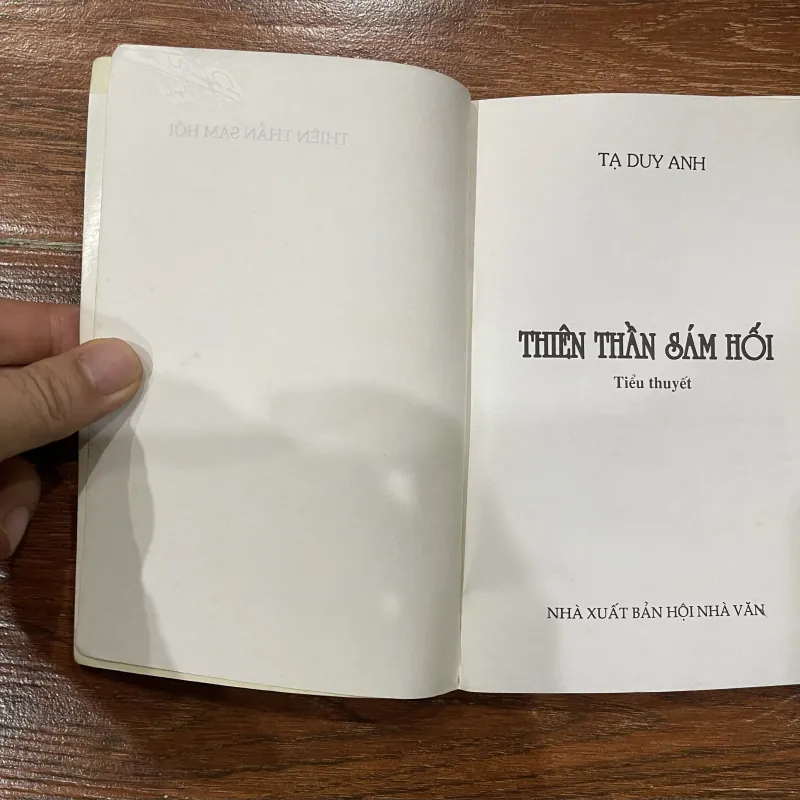 THIÊN THẦN SÁM HỐI
TẠ DUY ANH
THIÊN THẦN SÁM HỐI
Tiểu thuyết
NHÀ XUẤT BẢN HỘI NHÀ VĂN